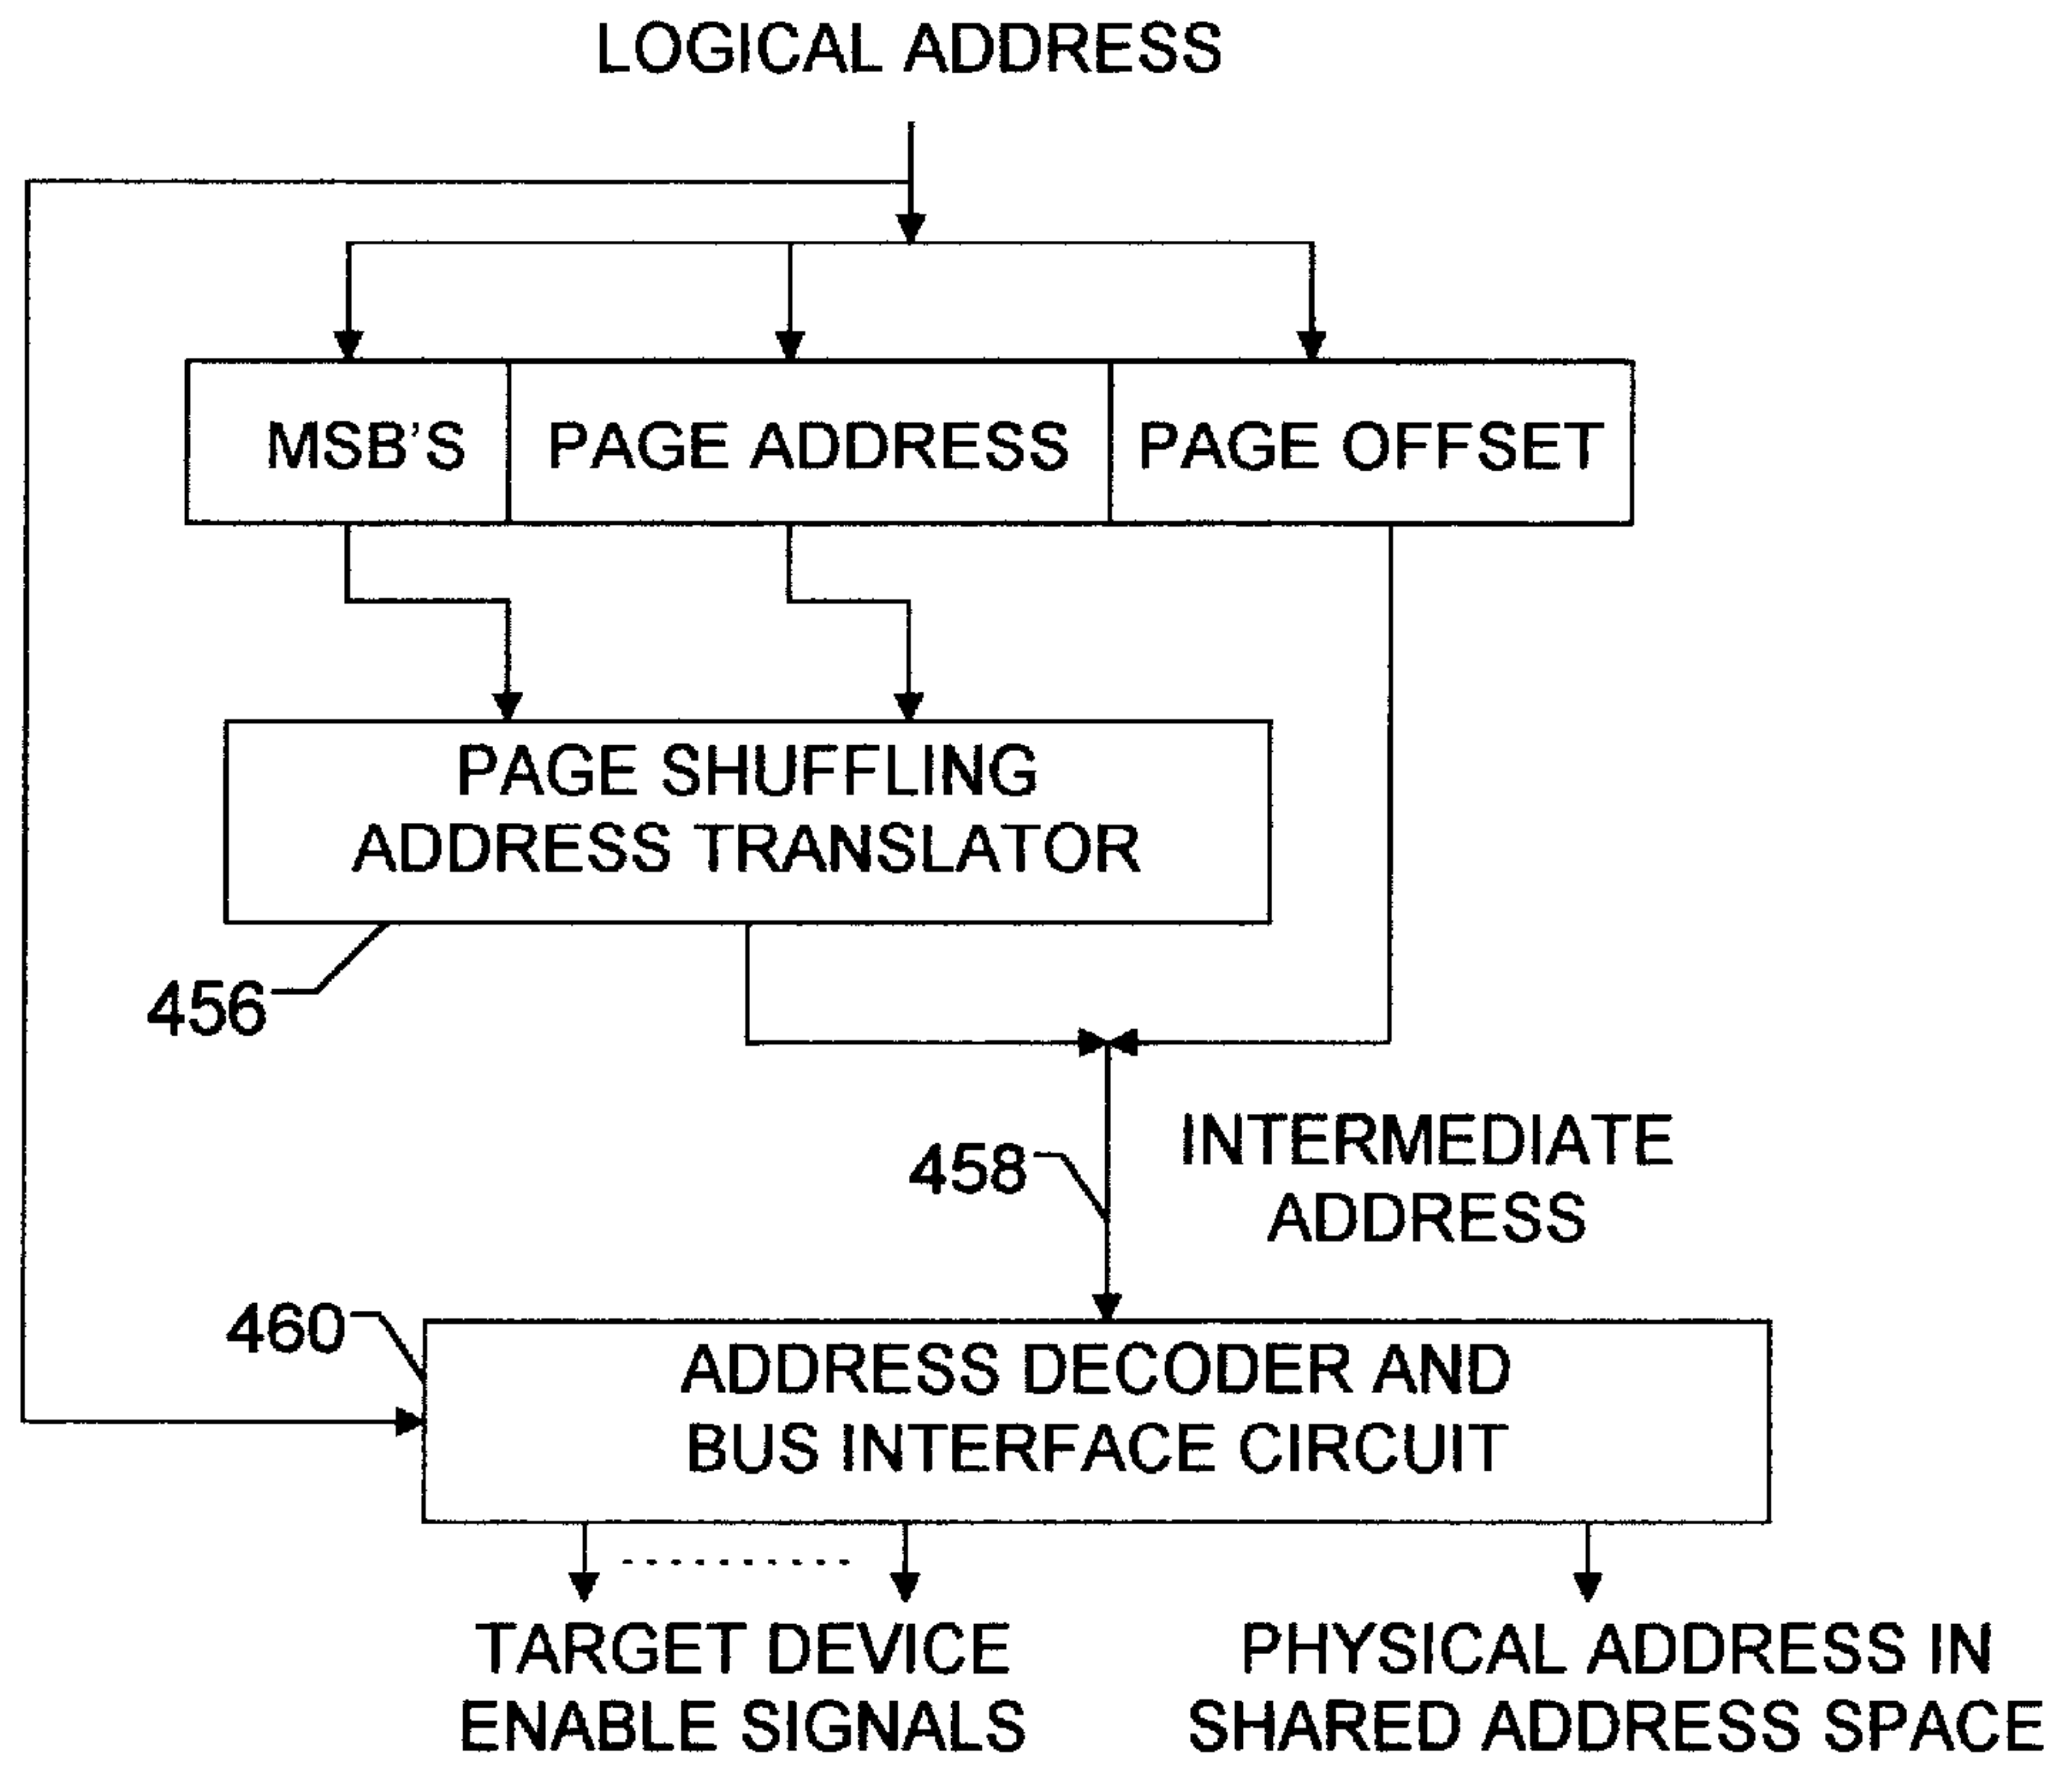 LOGICAL ADDRESS
MSB'S PAGE ADDRESS PAGE OFFSET
PAGE SHUFFLING
ADDRESS TRANSLATOR
456
INTERMEDIATE
ADDRESS
458
460
ADDRESS DECODER AND
BUS INTERFACE CIRCUIT
TARGET DEVICE
ENABLE SIGNALS
PHYSICAL ADDRESS IN
SHARED ADDRESS SPACE